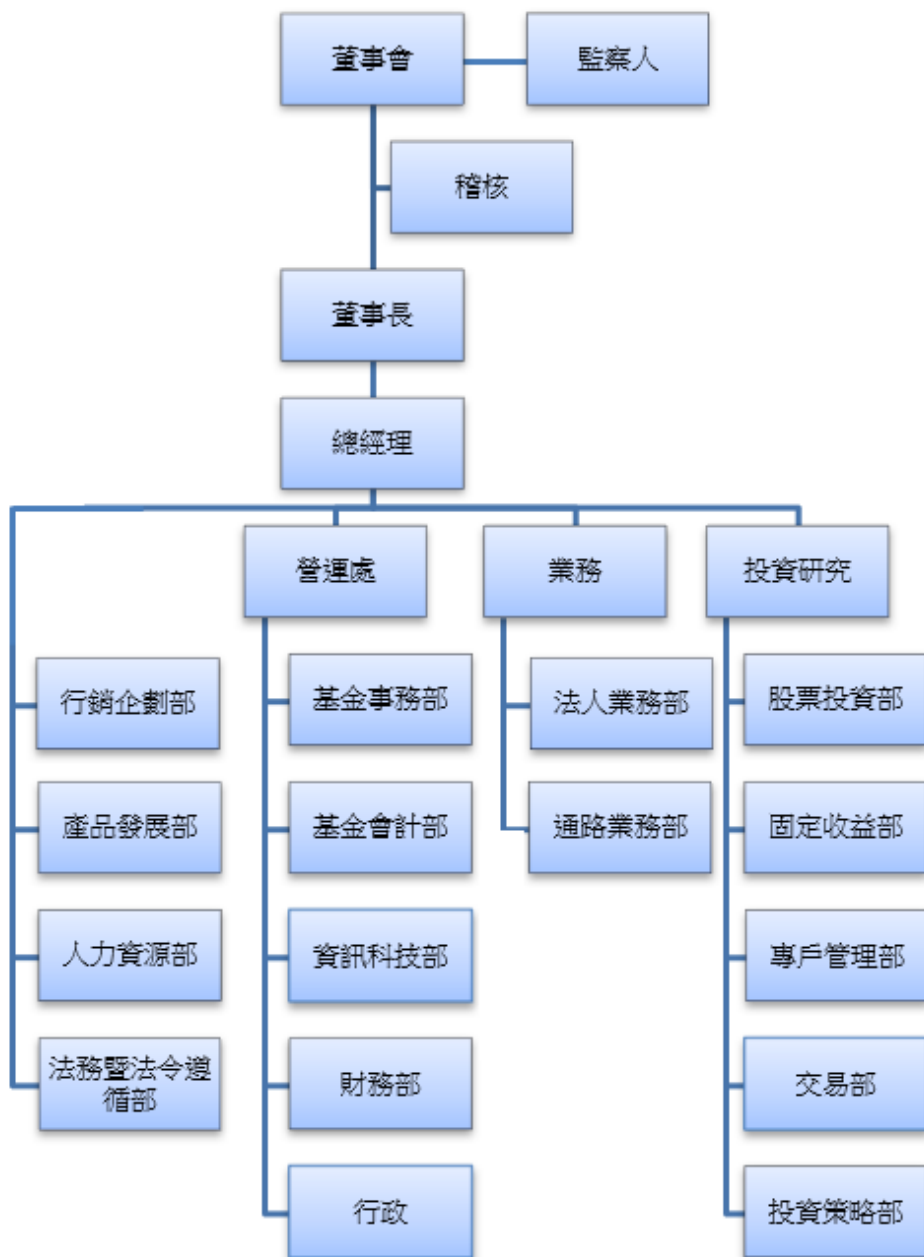 董事會
監察人
稽核
董事長
總經理
營運處
業務
投資研究
行銷企劃部
基金事務部
法人業務部
股票投資部
產品發展部
基金會計部
通路業務部
固定收益部
人力資源部
資訊科技部
專戶管理部
法務暨法令遵
循部
財務部
交易部
行政
投資策略部